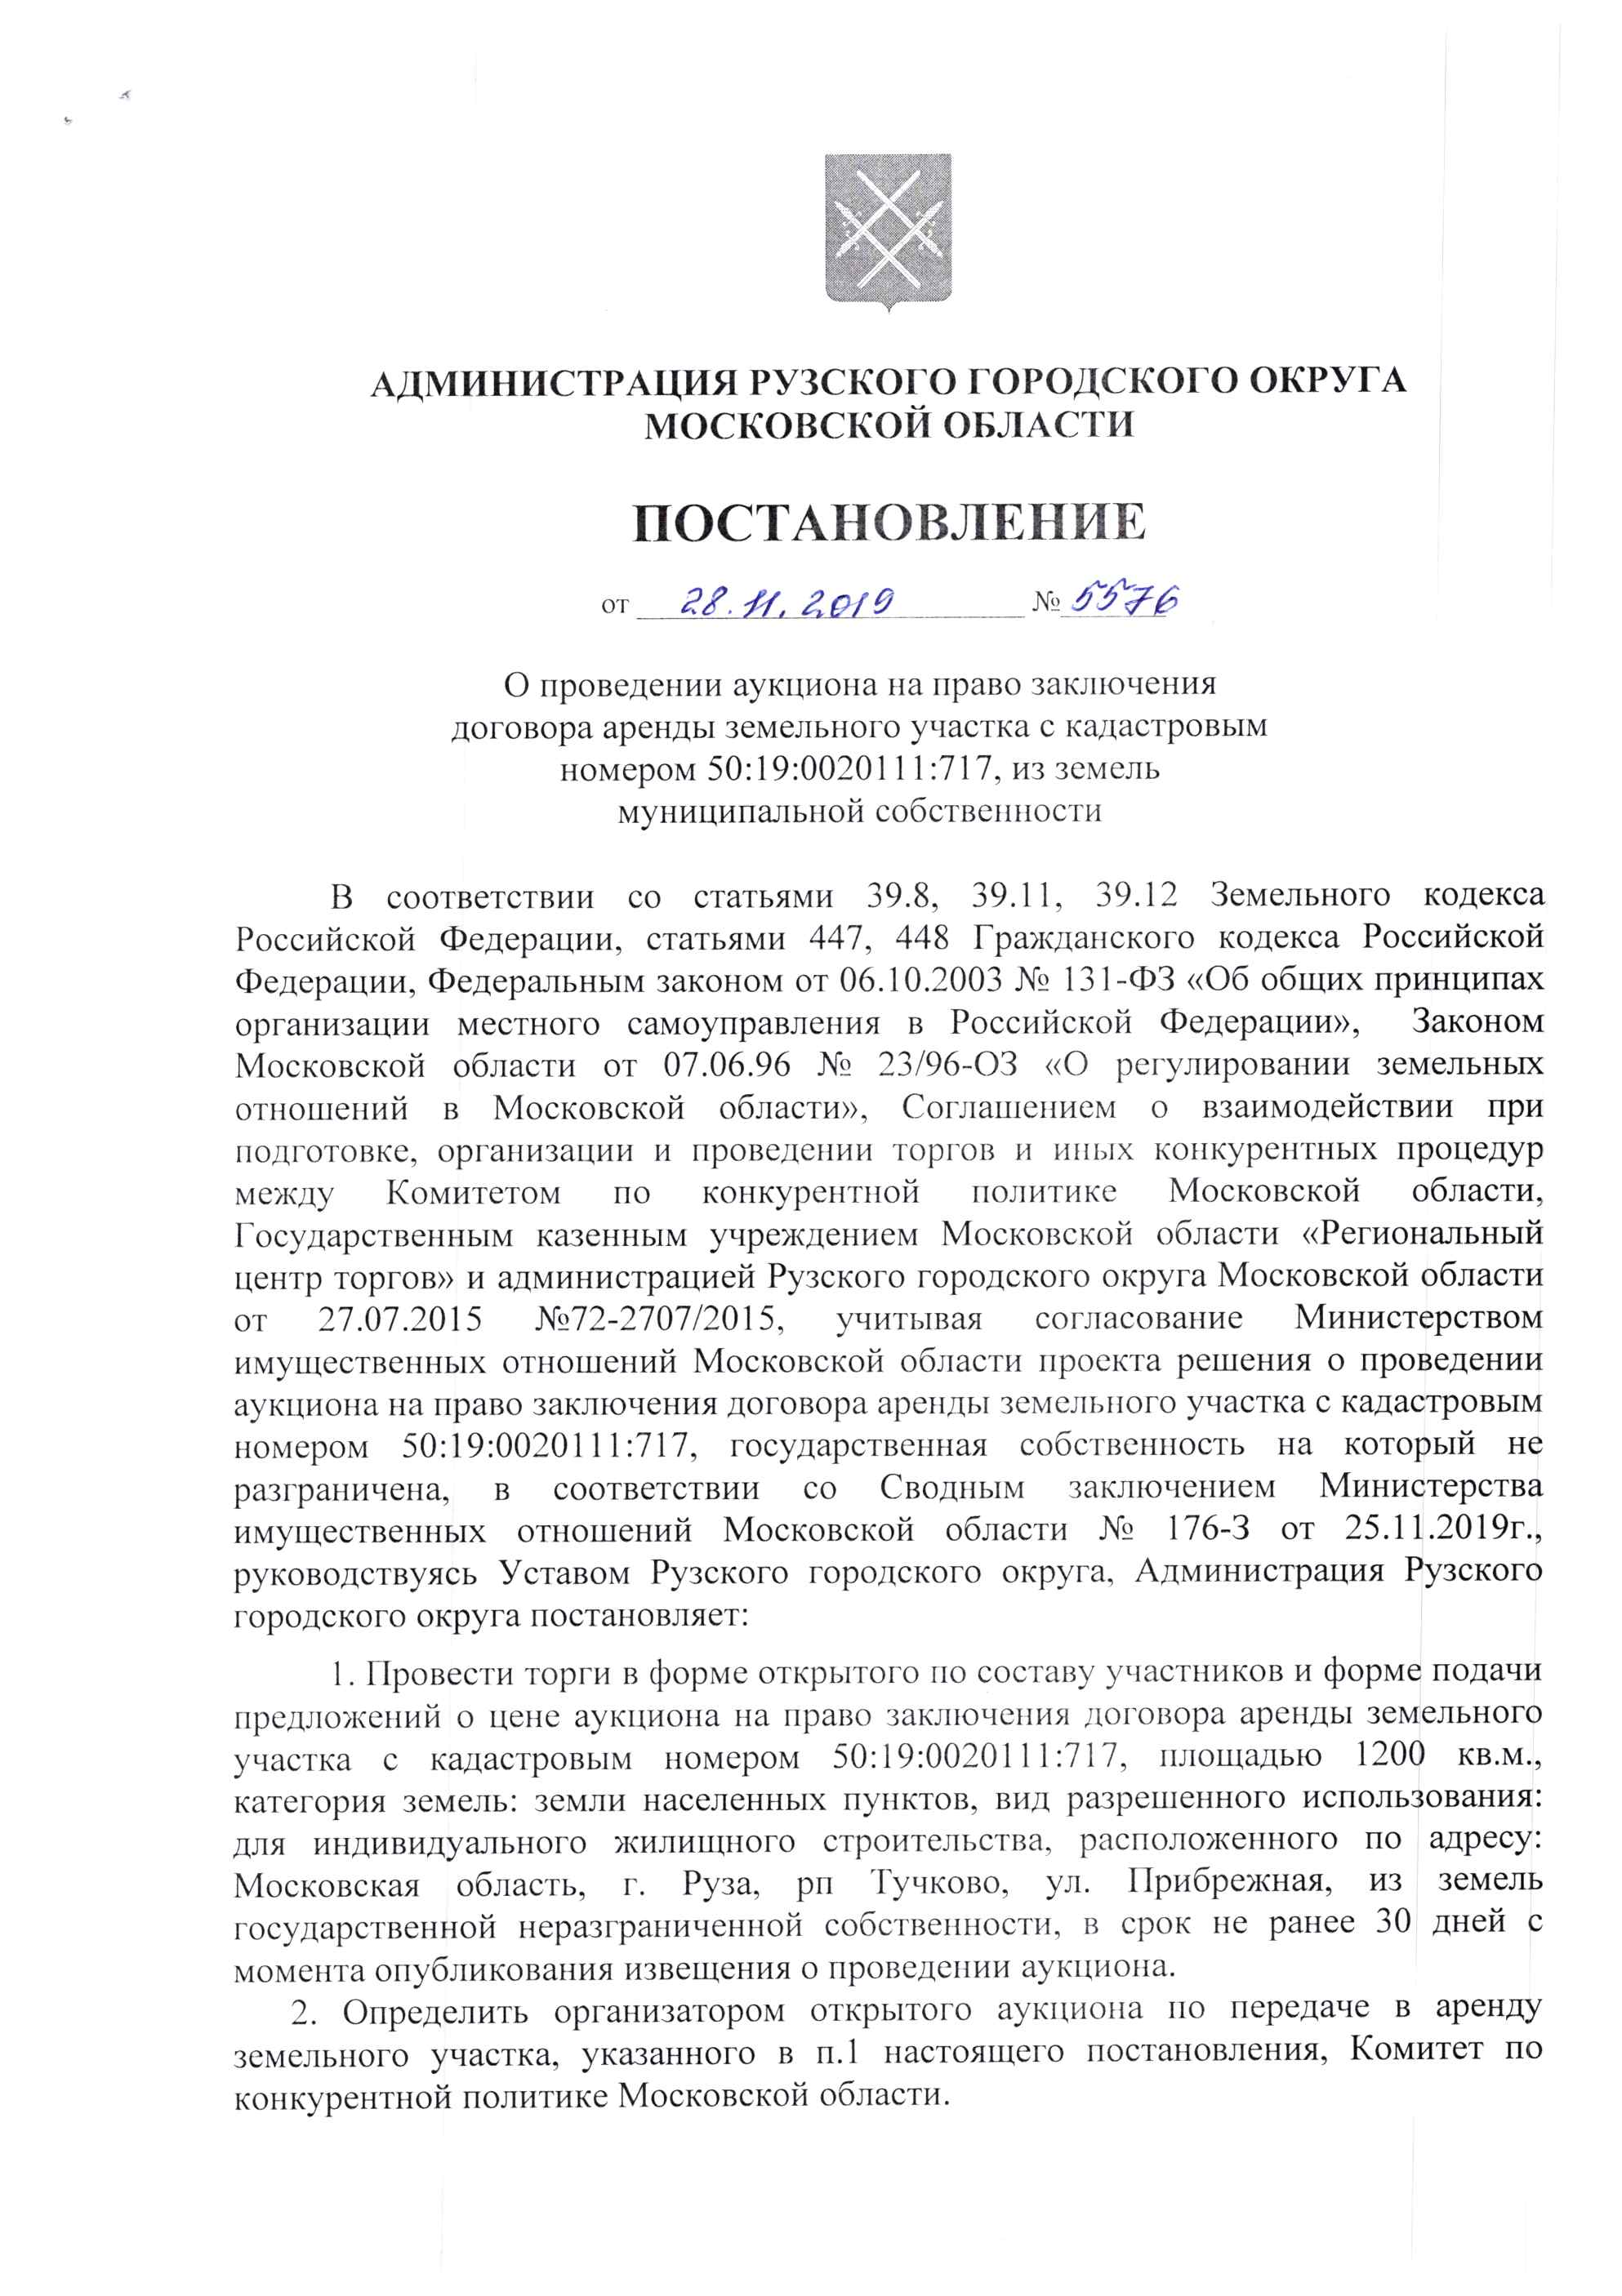 АДМИНИСТРАЦИЯ РУЗСКОГО ГОРОДСКОГО ОКРУГА
МОСКОВСКОЙ ОБЛАСТИ
ПОСТАНОВЛЕНИЕ
от 28.11.2019 № 5576
О проведении аукциона на право заключения
договора аренды земельного участка с кадастровым
номером 50:19:0020111:717, из земель
муниципальной собственности
В соответствии со статьями 39.8, 39.11, 39.12 Земельного кодекса
Российской Федерации, статьями 447, 448 Гражданского кодекса Российской
Федерации, Федеральным законом от 06.10.2003 № 131-ФЗ «Об общих принципах
организации местного самоуправления в Российской Федерации», Законом
Московской области от 07.06.96 № 23/96-ОЗ «О регулировании земельных
отношений в Московской области», Соглашением о взаимодействии при
подготовке, организации и проведении торгов и иных конкурентных процедур
между Комитетом по конкурентной политике Московской области,
Государственным казенным учреждением Московской области «Региональный
центр торгов» и администрацией Рузского городского округа Московской области
от 27.07.2015 №72-2707/2015, учитывая согласование Министерством
имущественных отношений Московской области проекта решения о проведении
аукциона на право заключения договора аренды земельного участка с кадастровым
номером 50:19:0020111:717, государственная собственность на который не
разграничена, в соответствии со Сводным заключением Министерства
имущественных отношений Московской области № 176-З от 25.11.2019г.,
руководствуясь Уставом Рузского городского округа, Администрация Рузского
городского округа постановляет:
1. Провести торги в форме открытого по составу участников и форме подачи
предложений о цене аукциона на право заключения договора аренды земельного
участка с кадастровым номером 50:19:0020111:717, площадью 1200 кв.м.,
категория земель: земли населенных пунктов, вид разрешенного использования:
для индивидуального жилищного строительства, расположенного по адресу:
Московская область, г. Руза, рп Тучково, ул. Прибрежная, из земель
государственной неразграниченной собственности, в срок не ранее 30 дней с
момента опубликования извещения о проведении аукциона.
2. Определить организатором открытого аукциона по передаче в аренду
земельного участка, указанного в п.1 настоящего постановления, Комитет по
конкурентной политике Московской области.